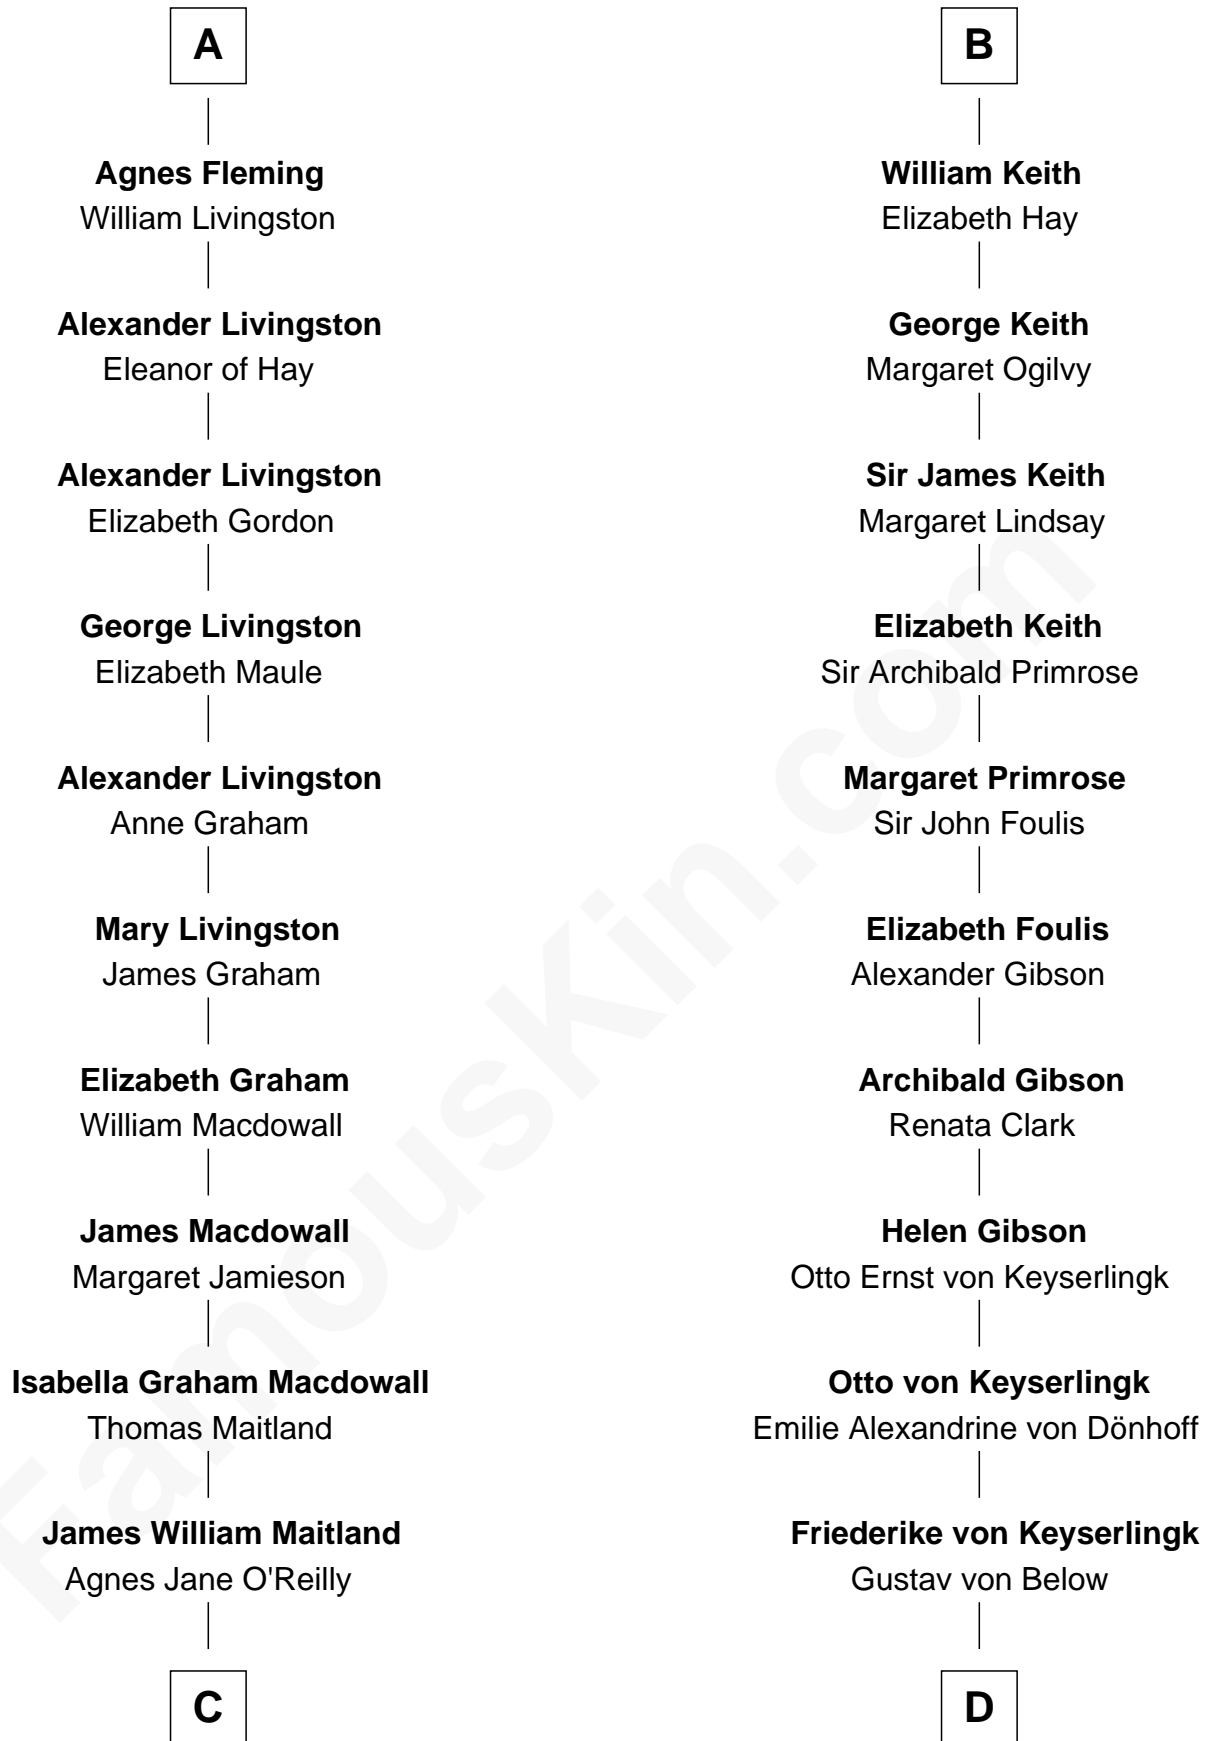 A
Agnes Fleming
William Livingston
Alexander Livingston
Eleanor of Hay
Alexander Livingston
Elizabeth Gordon
George Livingston
Elizabeth Maule
Alexander Livingston
Anne Graham
Mary Livingston
James Graham
Elizabeth Graham
William Macdowall
James Macdowall
Margaret Jamieson
Isabella Graham Macdowall
Thomas Maitland
James William Maitland
Agnes Jane O'Reilly
C
B
William Keith
Elizabeth Hay
George Keith
Margaret Ogilvy
Sir James Keith
Margaret Lindsay
Elizabeth Keith
Sir Archibald Primrose
Margaret Primrose
Sir John Foulis
Elizabeth Foulis
Alexander Gibson
Archibald Gibson
Renata Clark
Helen Gibson
Otto Ernst von Keyserlingk
Otto von Keyserlingk
Emilie Alexandrine von Dönhoff
Friederike von Keyserlingk
Gustav von Below
D
FamousKin.com